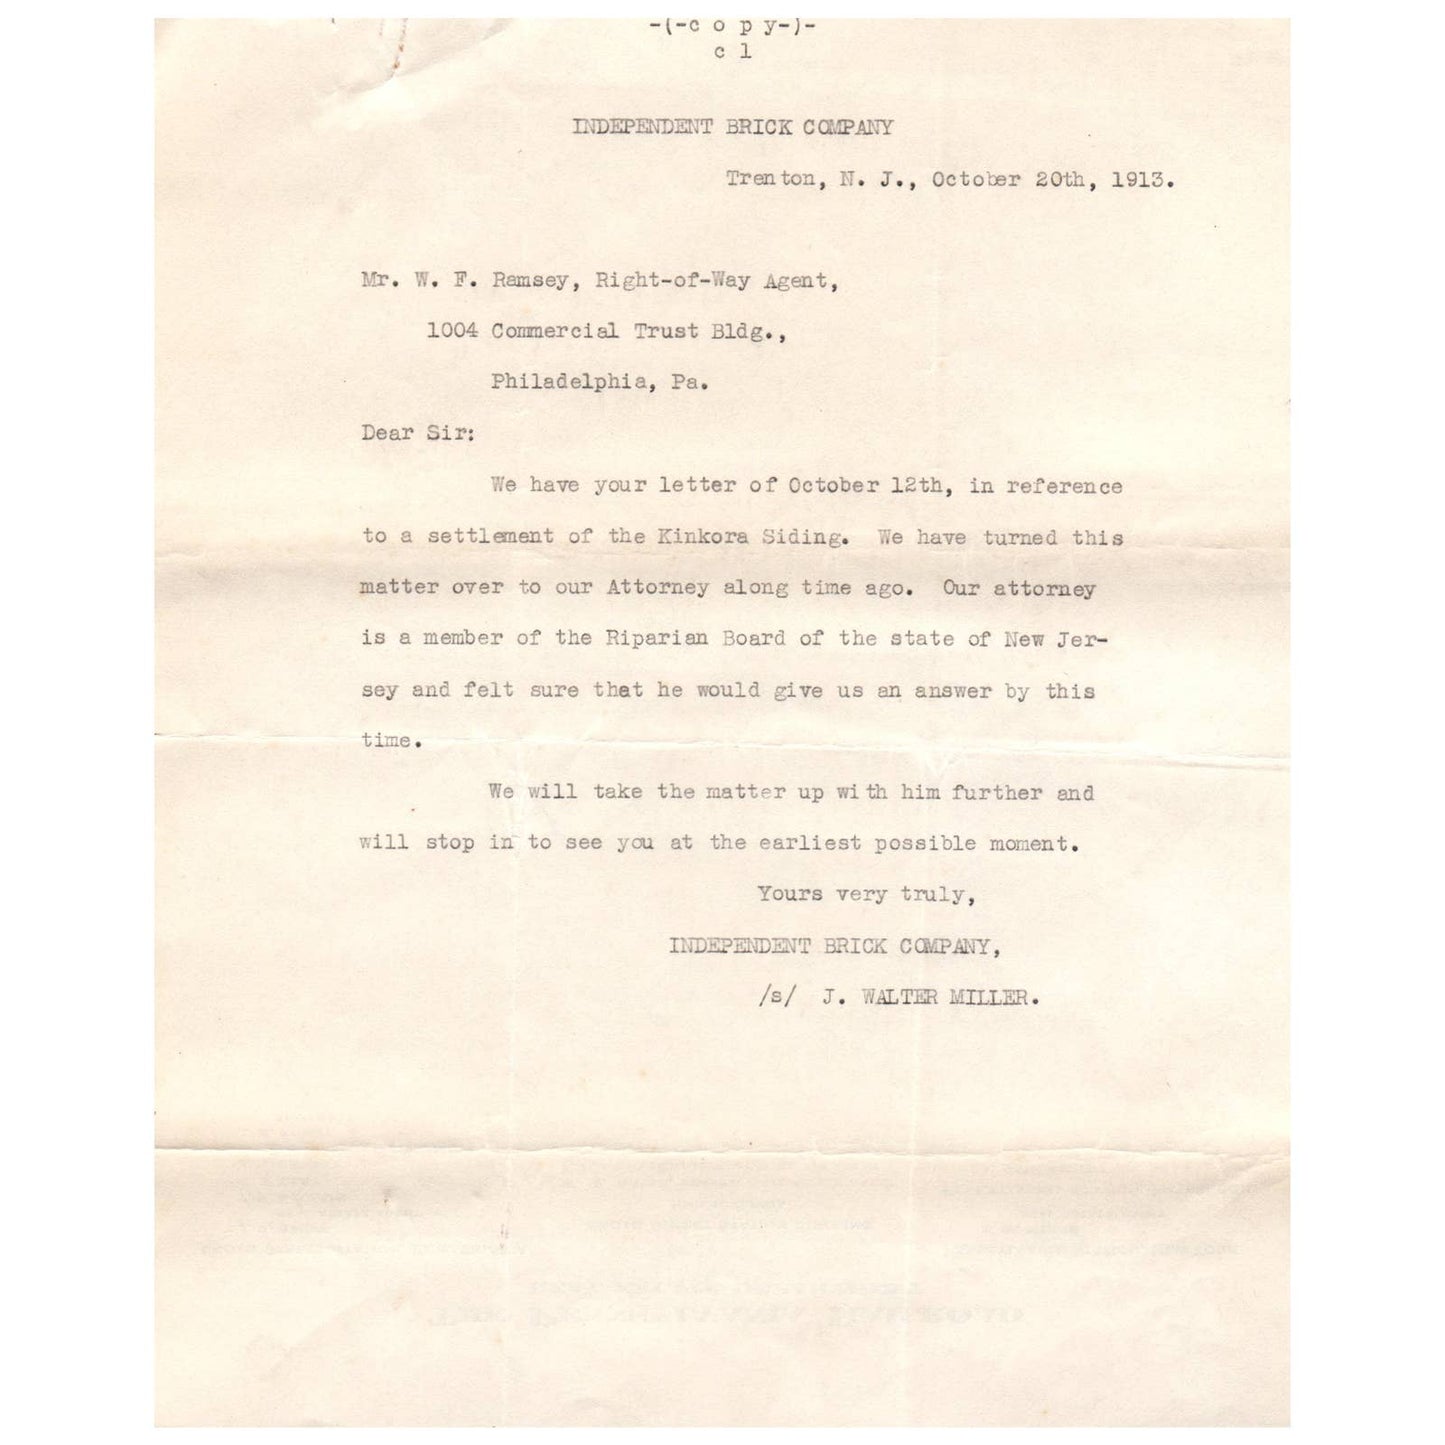 -(-c o p y-)-
c l
INDEPENDENT BRICK COMPANY
Trenton, N. J., October 20th, 1913.
Mr. W. F. Ramsey, Right-of-Way Agent,
1004 Commercial Trust Bldg.,
Philadelphia, Pa.
Dear Sir:
We have your letter of October 12th, in reference
to a settlement of the Kinkora Siding. We have turned this
matter over to our Attorney along time ago. Our attorney
is a member of the Riparian Board of the state of New Jer-
sey and felt sure that he would give us an answer by this
time.
We will take the matter up with him further and
will stop in to see you at the earliest possible moment.
Yours very truly,
INDEPENDENT BRICK COMPANY,
/s/ J. WALTER MILLER.